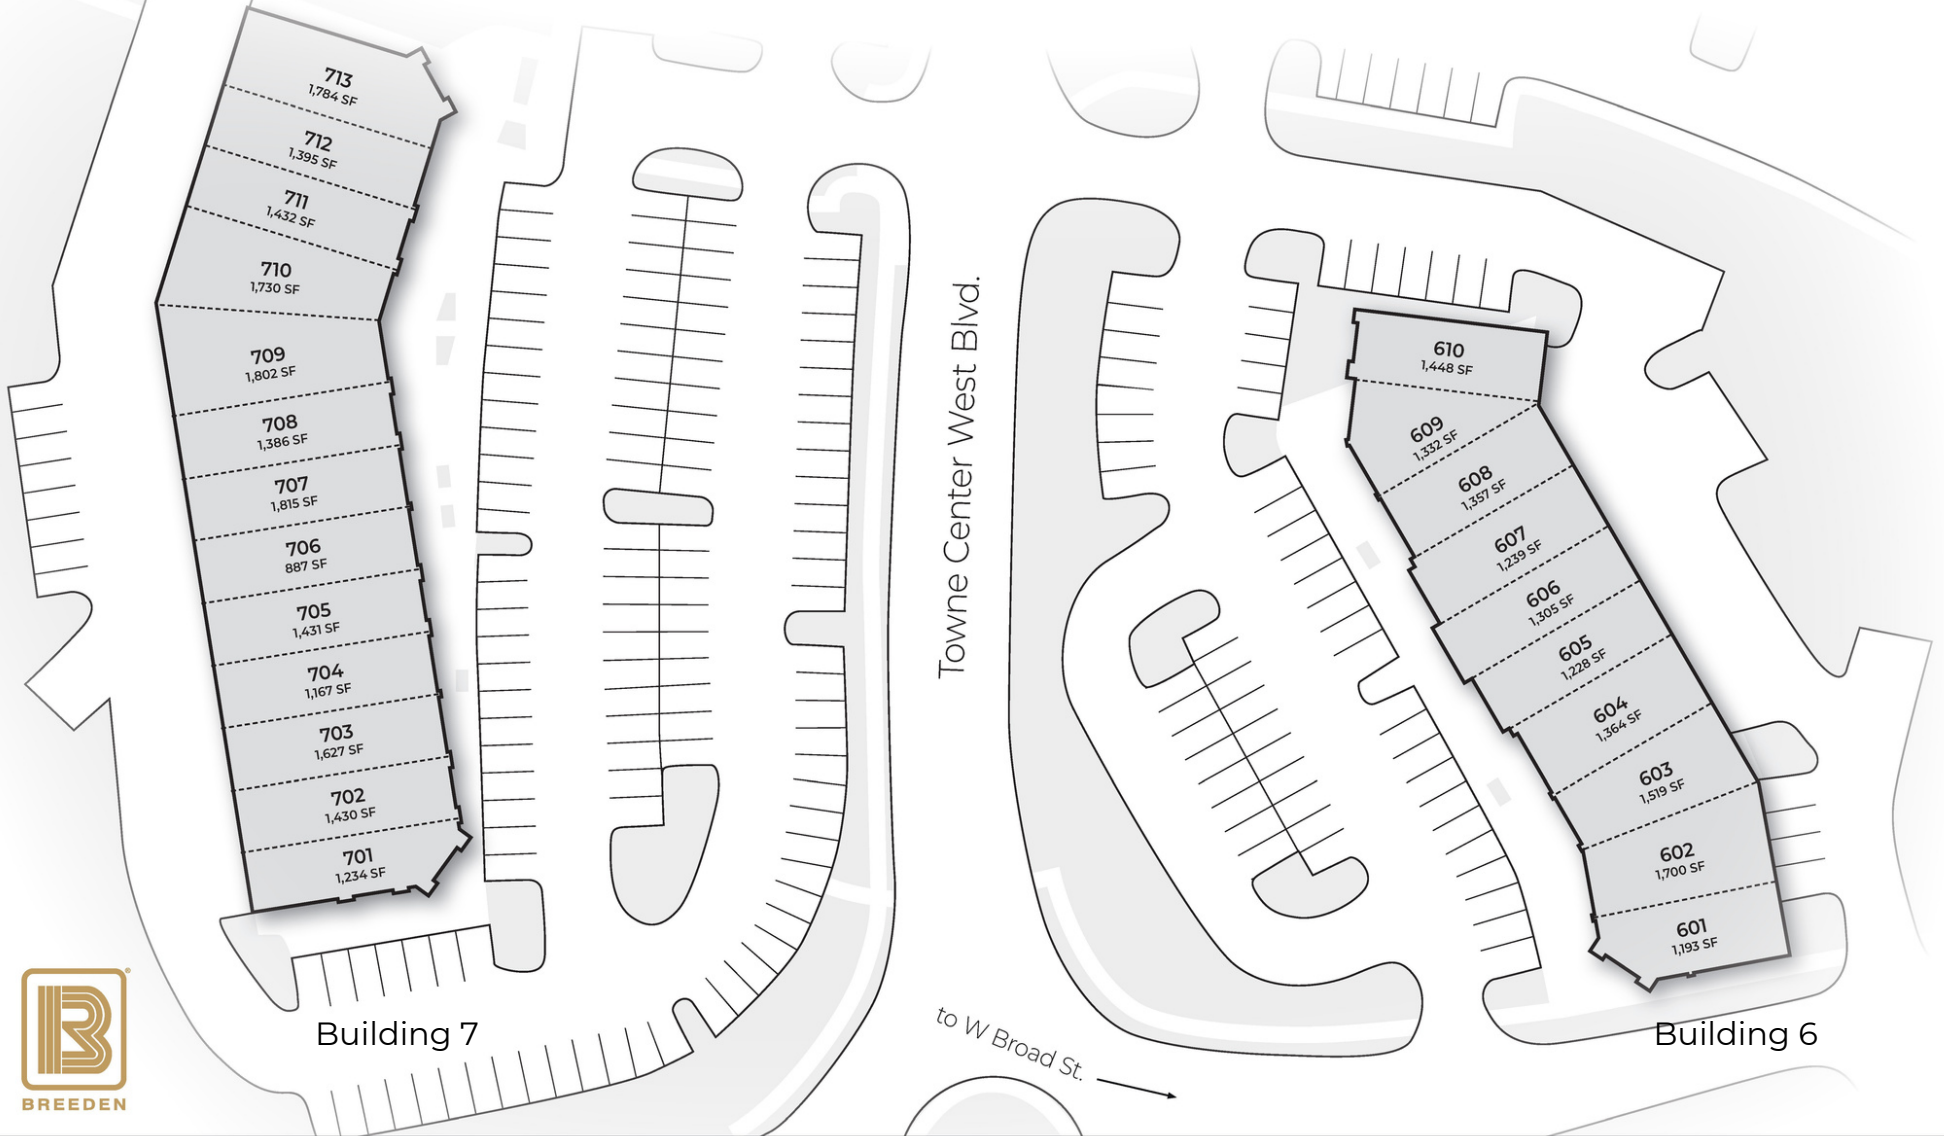 713
1,784 SF
712
1,395 SF
711
1,432 SF
710
1,730 SF
709
1,802 SF
708
1,386 SF
707
1,815 SF
706
887 SF
705
1,431 SF
704
1,167 SF
703
1,627 SF
702
1,430 SF
701
1,234 SF
Building 7
Towne Center West Blvd.
to W Broad St.
610
1,448 SF
609
1,332 SF
608
1,357 SF
607
1,239 SF
606
1,305 SF
605
1,228 SF
604
1,364 SF
603
1,519 SF
602
1,700 SF
601
1,193 SF
Building 6
B®
BREEDEN